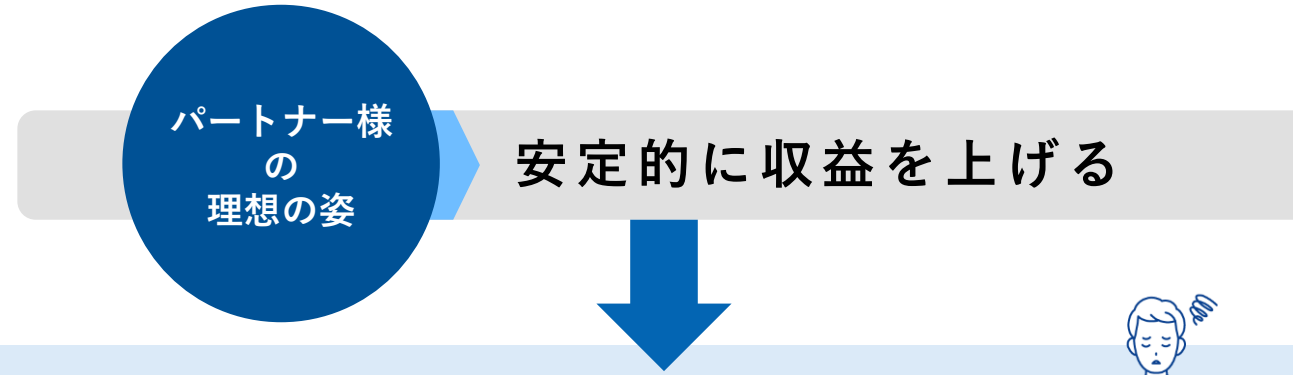 パートナー様
の
理想の姿
安定的に収益を上げる